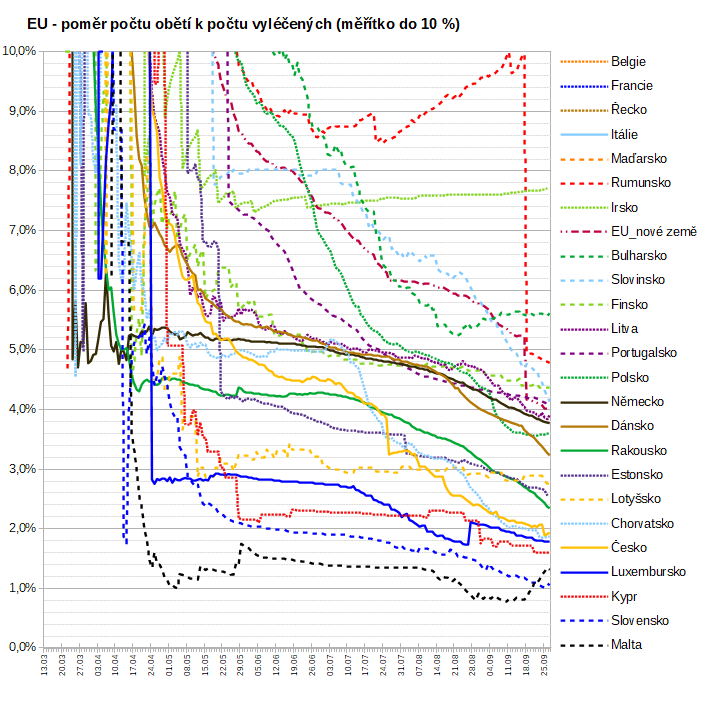 EU - poměr počtu obětí k počtu vyléčených (měřítko do 10 %)
10,0%
9,0%
8,0%
7,0%
6,0%
5,0%
4,0%
3,0%
2,0%
1,0%
0,0%
13.03
20.03
27.03
03.04
10.04
17.04
24.04
01.05
08.05
15.05
22.05
29.05
05.06
12.06
19.06
26.06
03.07
10.07
17.07
24.07
31.07
07.08
14.08
21.08
28.08
04.09
11.09
18.09
25.09
Belgie
Francie
Řecko
Itálie
Maďarsko
Rumunsko
Irsko
EU_nové země
Bulharsko
Slovinsko
Finsko
Litva
Portugalsko
Polsko
Německo
Dánsko
Rakousko
Estonsko
Lotyšsko
Chorvatsko
Česko
Luxembursko
Kypr
Slovensko
Malta